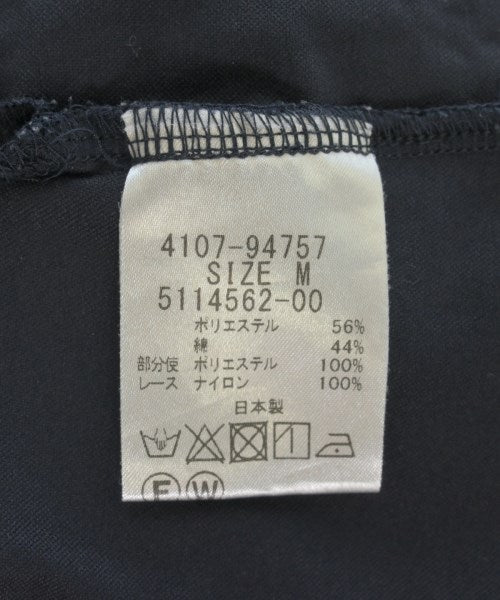 4107-94757
SIZE M
5114562-00
ポリエステル 56%
綿 44%
部分使 ポリエステル 100%
レース ナイロン 100%
日本製
F W